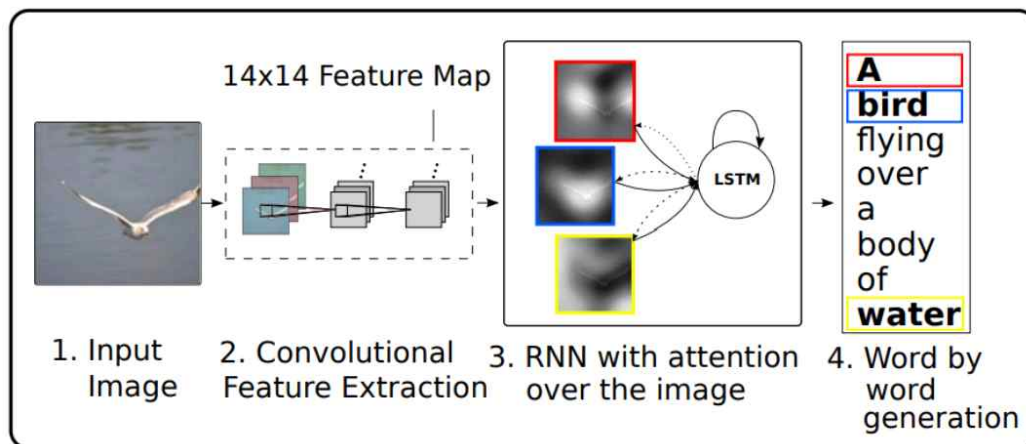 14x14 Feature Map
LSTM
A
bird
flying
over
a
body
of
water
1. Input
Image
2. Convolutional
Feature Extraction
3. RNN with attention
over the image
4. Word by
word
generation